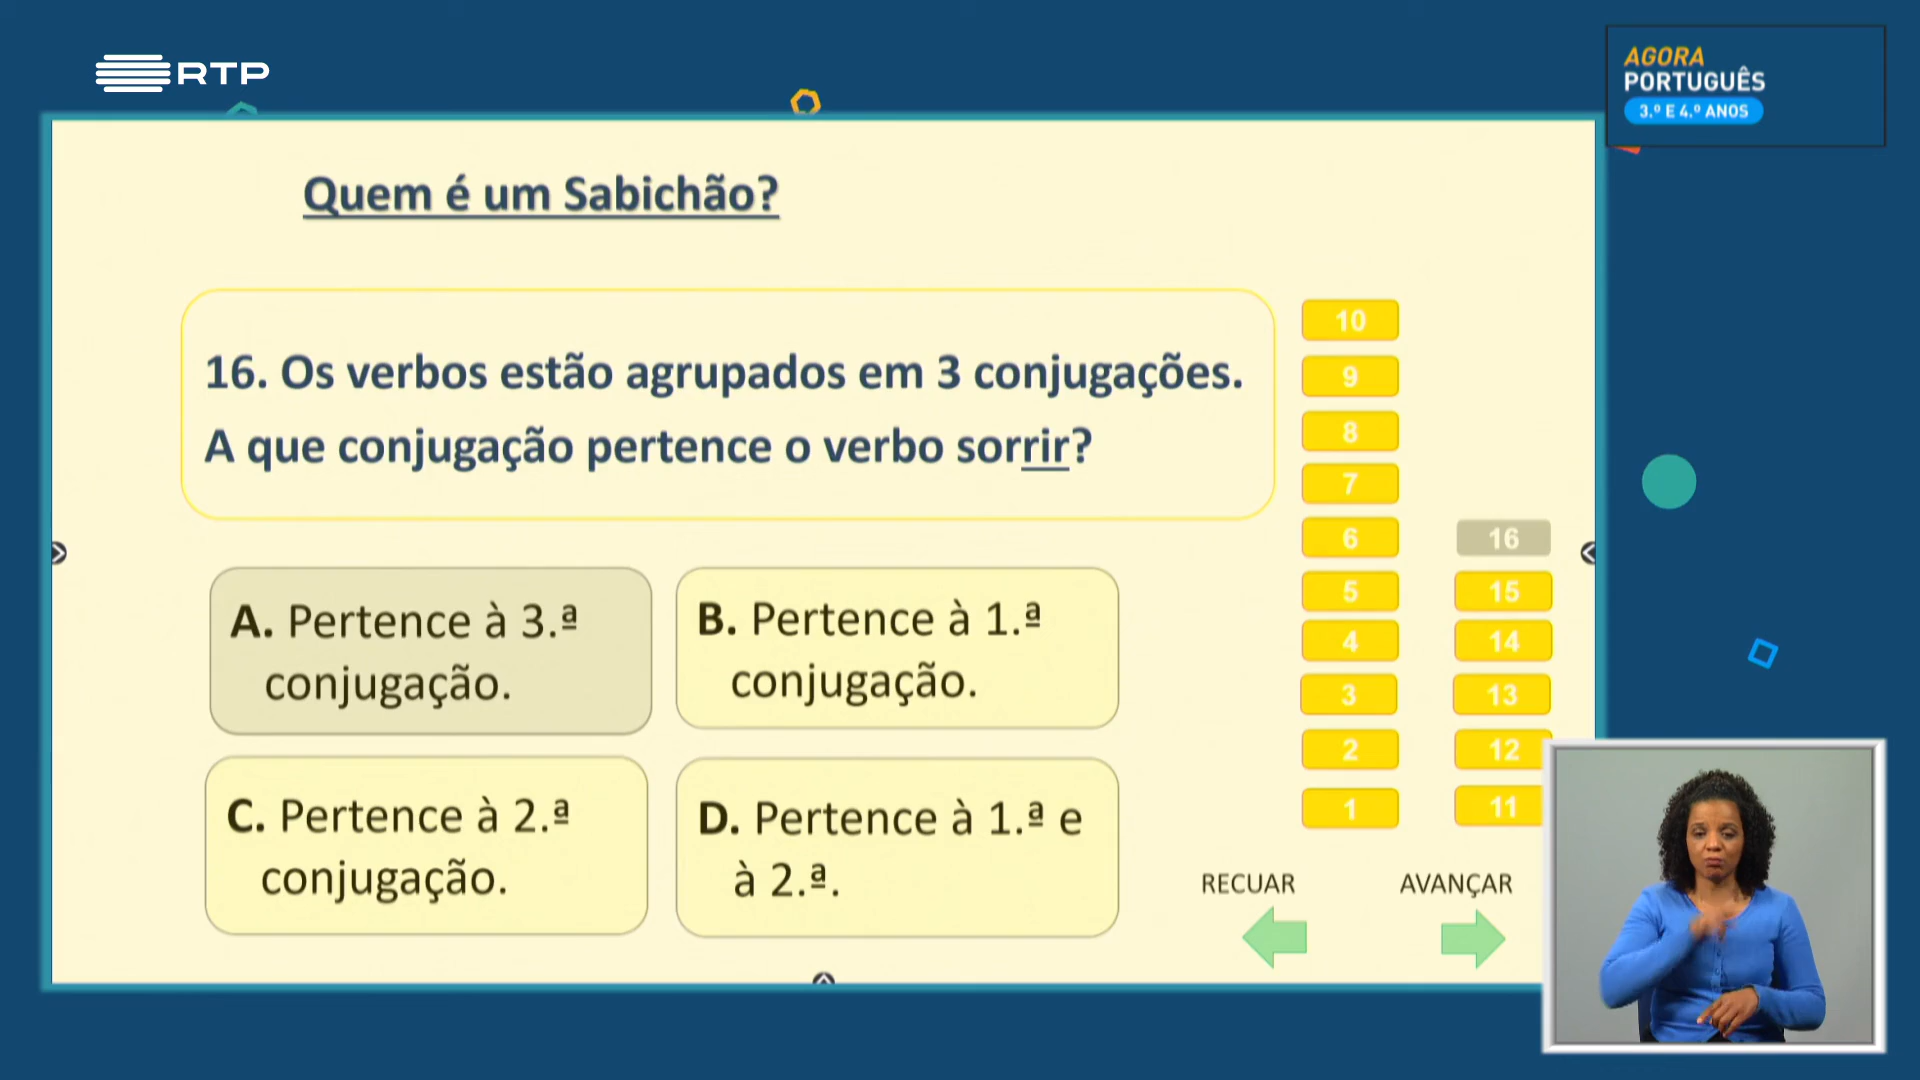 RTP
AGORA
PORTUGUÊS
3.º E 4.º ANOS
Quem é um Sabichão?
16. Os verbos estão agrupados em 3 conjugações.
A que conjugação pertence o verbo sorrir?
A. Pertence à 3.ª
conjugação.
B. Pertence à 1.ª
conjugação.
C. Pertence à 2.ª
conjugação.
D. Pertence à 1.ª e
à 2.ª.
10
9
8
7
6
5
4
3
2
1
16
15
14
13
12
11
RECUAR
AVANÇAR